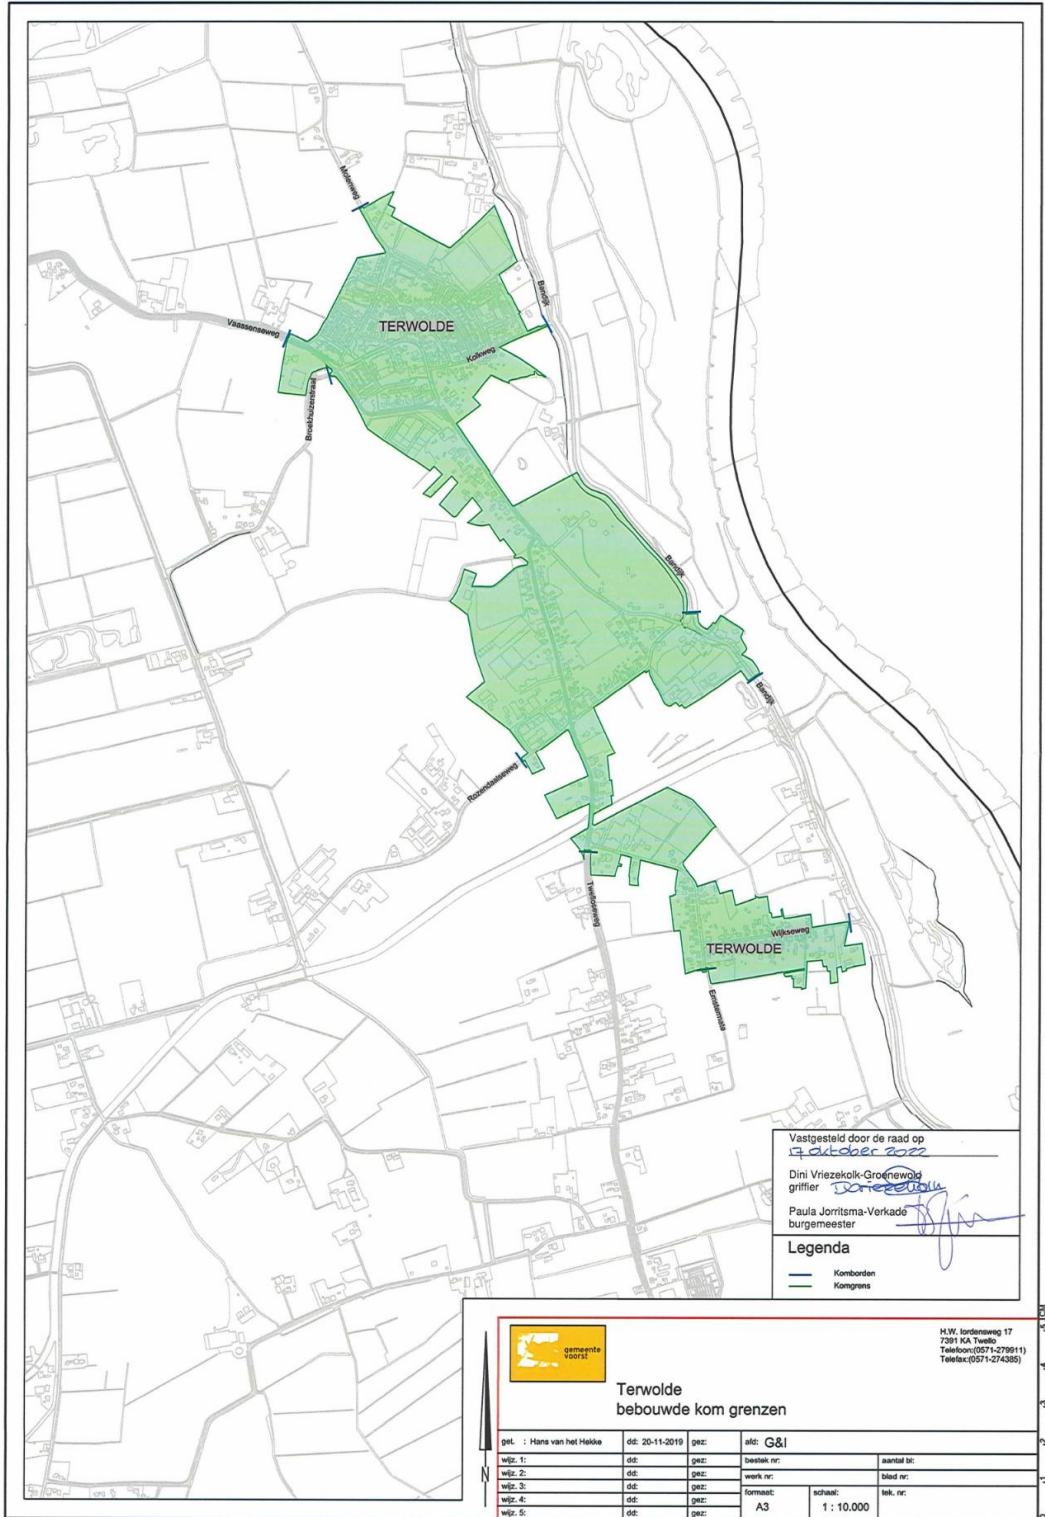 Molenweg
Bandijk
Vaassenseweg
TERWOLDE
Kolkweg
Broekhuizerstraat
Bandijk
Bandijk
Rozendaalseweg
Twelloseweg
Wijkseweg
TERWOLDE
Enistermate
Vastgesteld door de raad op
17 oktober 2022
Dini Vriezekolk-Groenewold
griffier
Paula Jorritsma-Verkade
burgemeester
Legenda
Komborden
Komgrens
gemeente
voorst
H.W. Iordensweg 17
7391 KA Twello
Telefoon:(0571-279911)
Telefax:(0571-274385)
Terwolde
bebouwde kom grenzen
get. : Hans van het Hekke dd: 20-11-2019 gez: afd: G&I
wijz. 1: dd: gez: bestek nr: aantal bl:
wijz. 2: dd: gez: werk nr: blad nr:
wijz. 3: dd: gez: formaat: schaal: tek. nr:
wijz. 4: dd: gez: A3 1 : 10.000
wijz. 5: dd: gez:
N